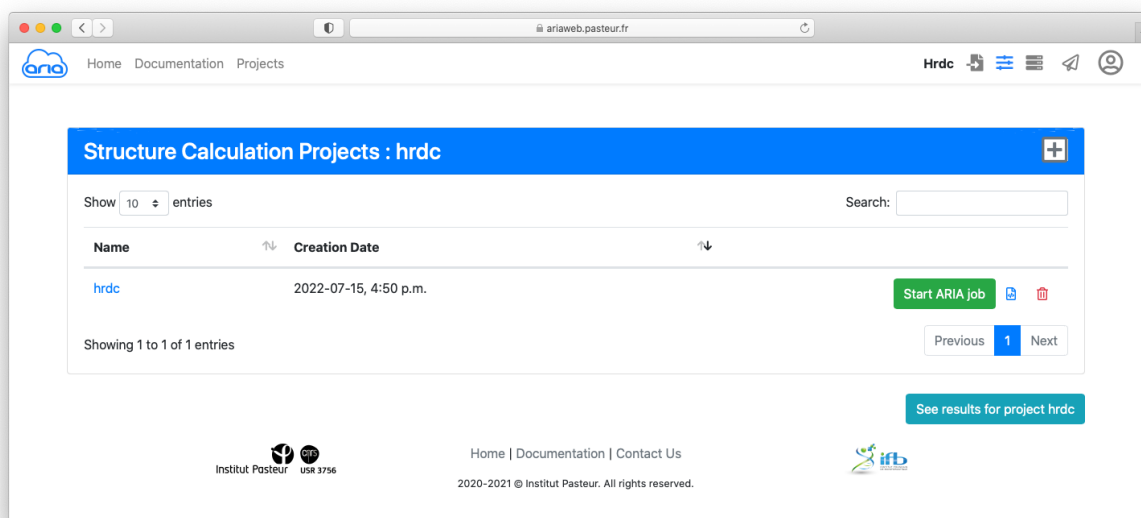 ariaweb.pasteur.fr
aria Home Documentation Projects Hrdc
Structure Calculation Projects : hrdc
Show 10 entries Search:
Name Creation Date
hrdc 2022-07-15, 4:50 p.m. Start ARIA job
Showing 1 to 1 of 1 entries Previous 1 Next
See results for project hrdc
Institut Pasteur cnrs USR 3756 Home | Documentation | Contact Us ifb
2020-2021 © Institut Pasteur. All rights reserved.